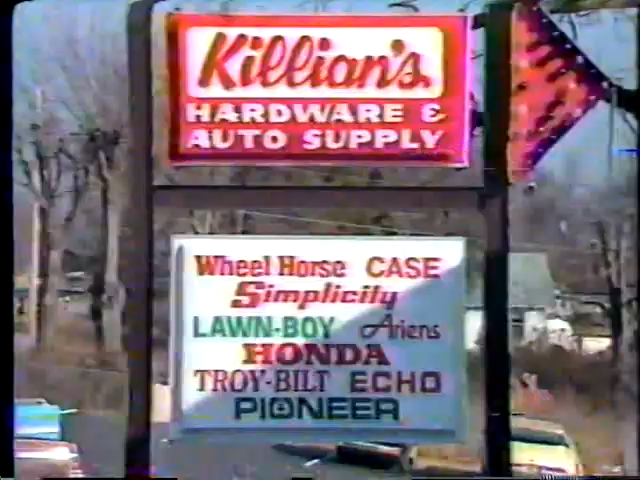 Killian's
HARDWARE &
AUTO SUPPLY
Wheel Horse CASE
Simplicity
LAWN-BOY Ariens
HONDA
TROY-BILT ECHO
PIONEER